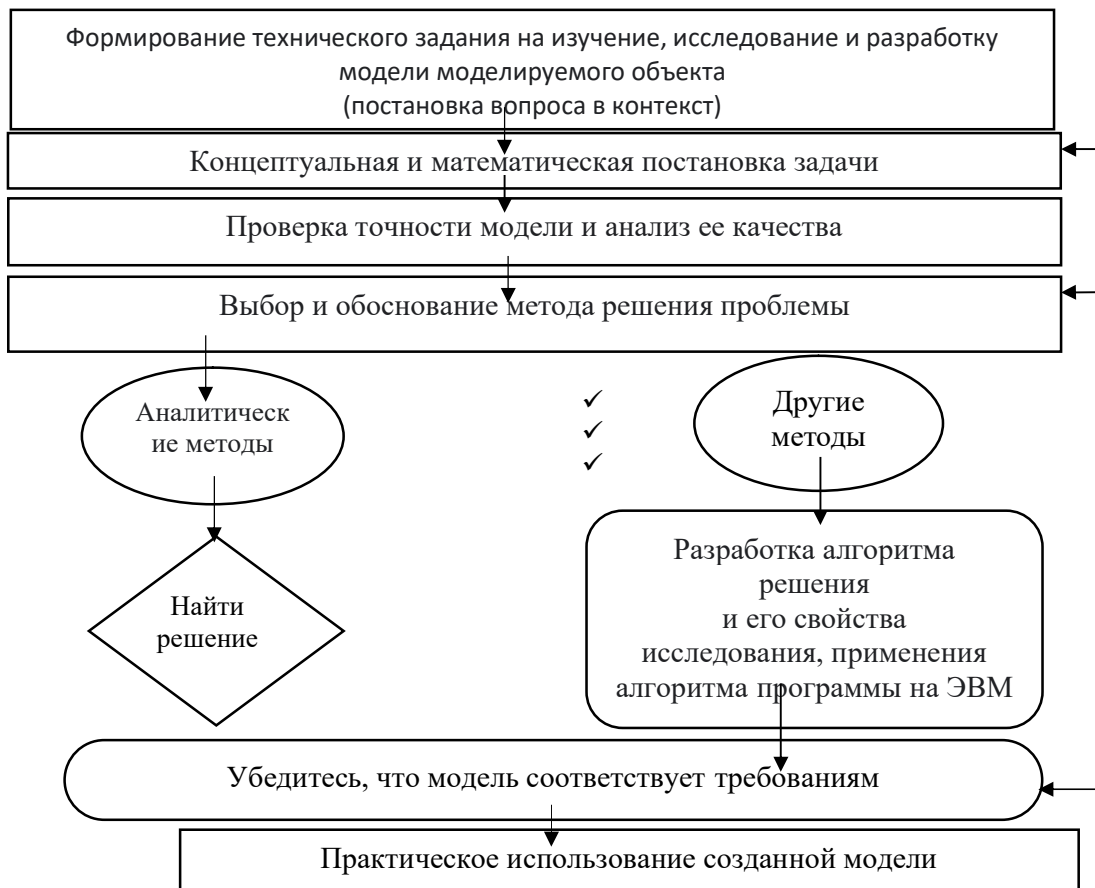 Формирование технического задания на изучение, исследование и разработку
модели моделируемого объекта
(постановка вопроса в контекст)
Концептуальная и математическая постановка задачи
Проверка точности модели и анализ ее качества
Выбор и обоснование метода решения проблемы
Аналитическ
ие методы
✓
✓
✓
Другие
методы
Найти
решение
Разработка алгоритма
решения
и его свойства
исследования, применения
алгоритма программы на ЭВМ
Убедитесь, что модель соответствует требованиям
Практическое использование созданной модели